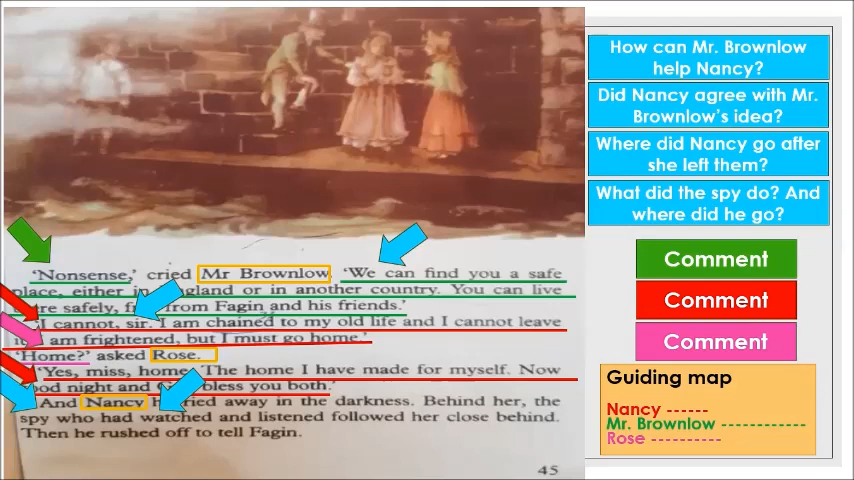 How can Mr. Brownlow
help Nancy?
Did Nancy agree with Mr.
Brownlow's idea?
Where did Nancy go after
she left them?
What did the spy do? And
where did he go?
'Nonsense,' cried Mr Brownlow. 'We can find you a safe
place, either in England or in another country. You can live
safely, from Fagin and his friends.'
'I cannot, sir. I am chained to my old life and I cannot leave
am frightened, but I must go home.'
'Home?' asked Rose.
'Yes, miss, home. The home I have made for myself. Now
good night and bless you both.'
And Nancy away in the darkness. Behind her, the
spy who had watched and listened followed her close behind.
Then he rushed off to tell Fagin.
45
Comment
Comment
Comment
Guiding map
Nancy ------
Mr. Brownlow ------------
Rose ----------